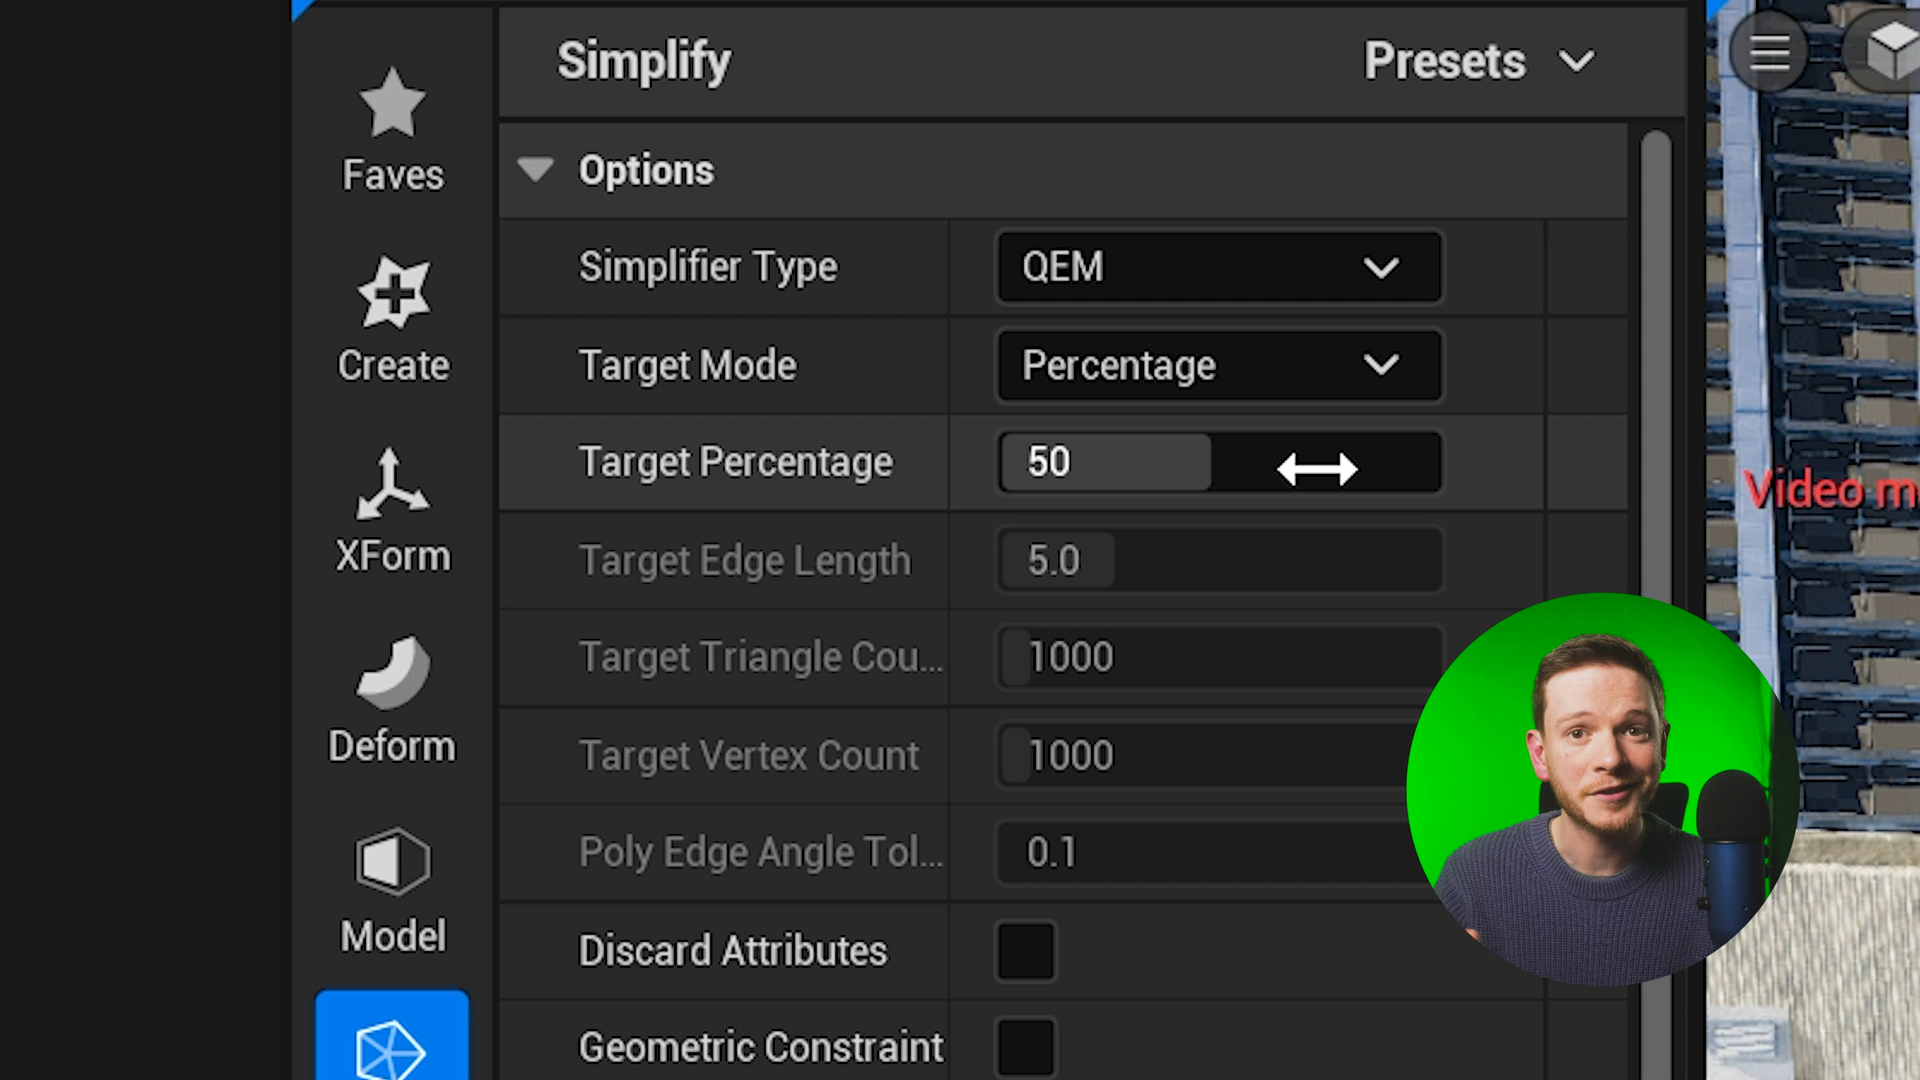 Simplify
Presets
Options
Faves
Simplifier Type
QEM
Create
Target Mode
Percentage
Target Percentage
50
XForm
Target Edge Length
5.0
Target Triangle Cou...
1000
Deform
Target Vertex Count
1000
Poly Edge Angle Tol...
0.1
Model
Discard Attributes
Geometric Constraint
Video m